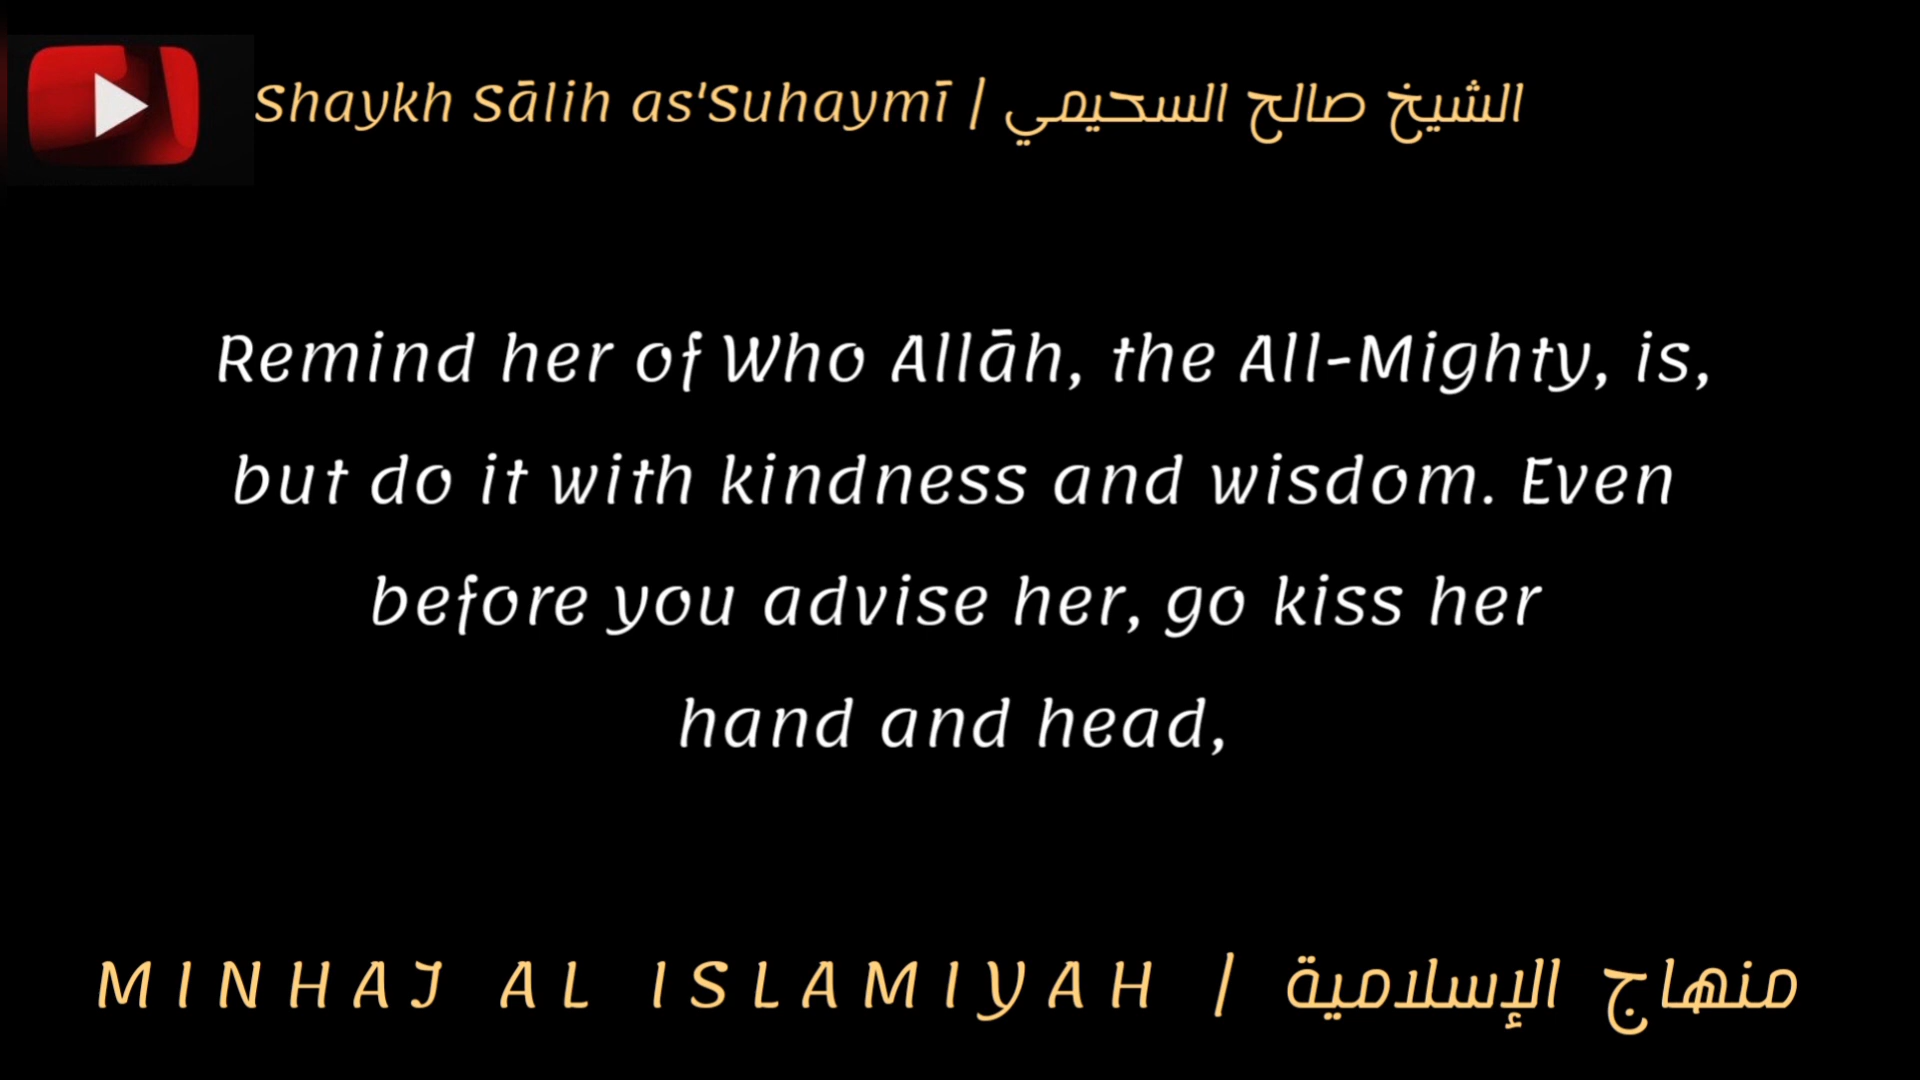 Shaykh Sālih as'Suhaymī | الشيخ صالح السحيمي
Remind her of Who Allāh, the All-Mighty, is,
but do it with kindness and wisdom. Even
before you advise her, go kiss her
hand and head,
MINHAJ AL ISLAMIYAH | منهاج الإسلامية